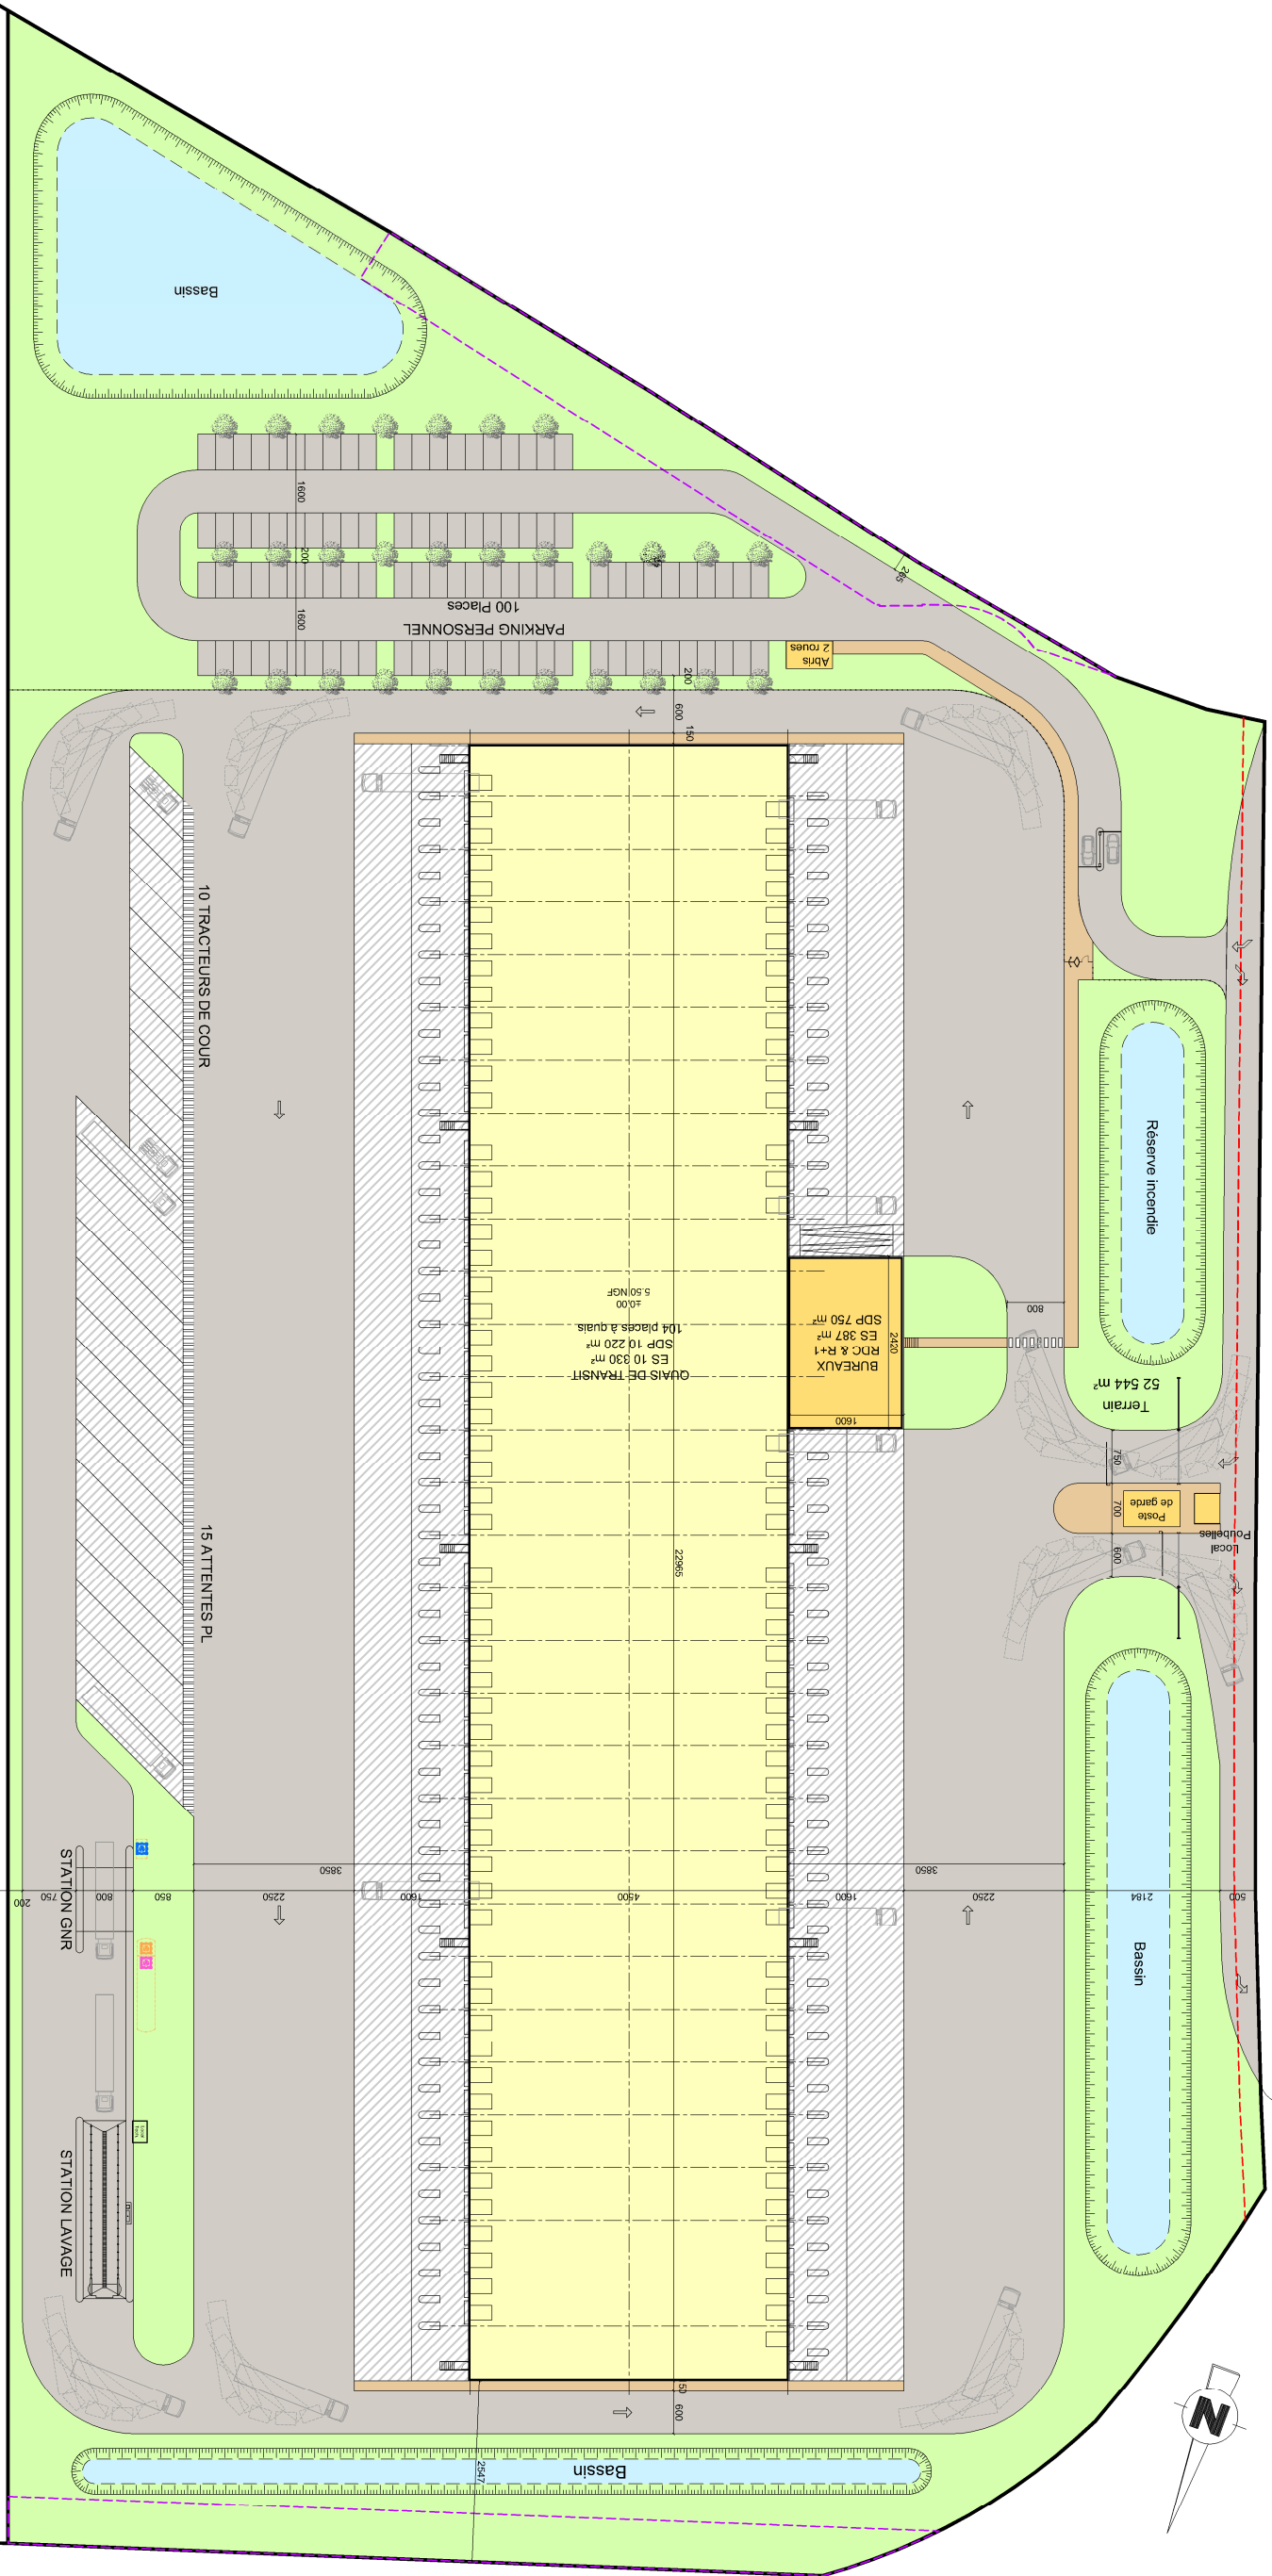 Bassin
1600
200
1600
100 Places
PARKING PERSONNEL
265
Abris
2 roues
200
600
150
10 TRACTEURS DE COUR
Réserve incendie
QUAIS DE TRANSIT
ES 10 330 m²
SDP 10 220 m²
104 places à quais
±0.00
5.50 NGF
BUREAUX
RDC & R+1
ES 387 m²
SDP 750 m²
2420
1600
800
Terrain
52 544 m²
750
700
600
Poste
de garde
Local
Poubelles
15 ATTENTES PL
22965
3850
3850
200
750
800
850
2250
1600
4500
1600
2250
2184
500
STATION GNR
Bassin
STATION LAVAGE
600
Bassin
2547
N